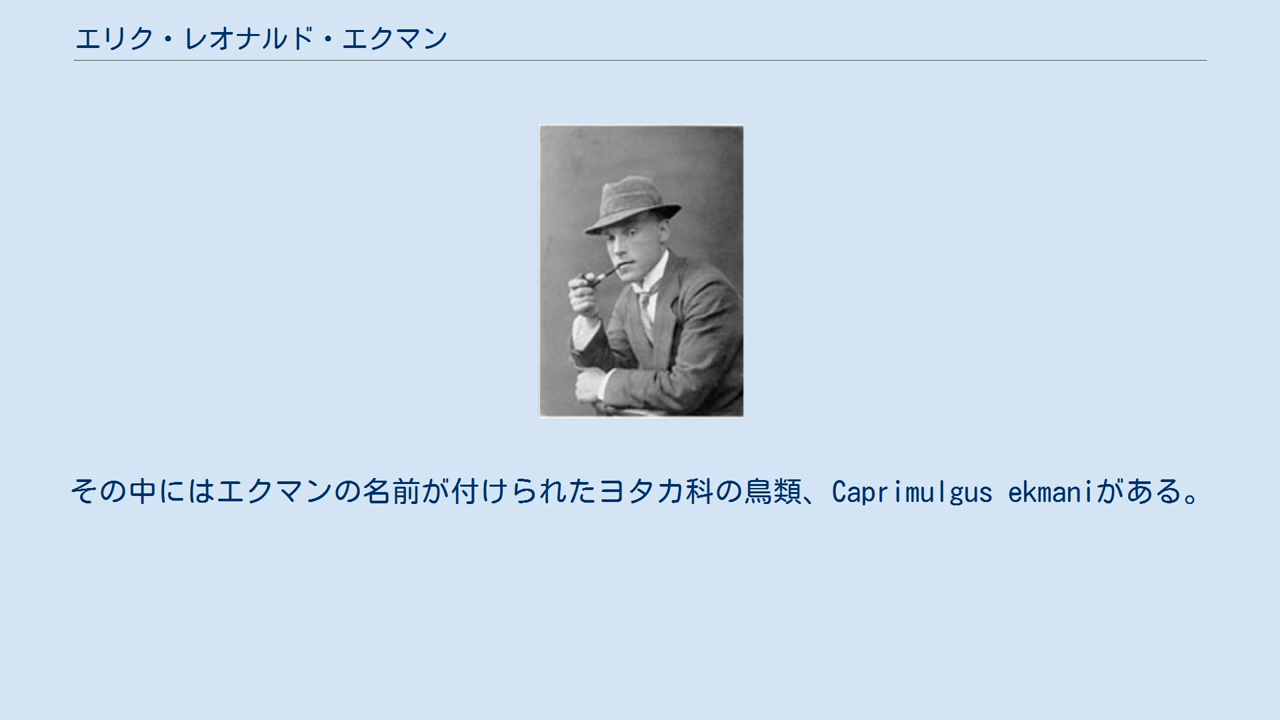 エリク・レオナルド・エクマン
その中にはエクマンの名前が付けられたヨタカ科の鳥類、Caprimulgus ekmaniがある。